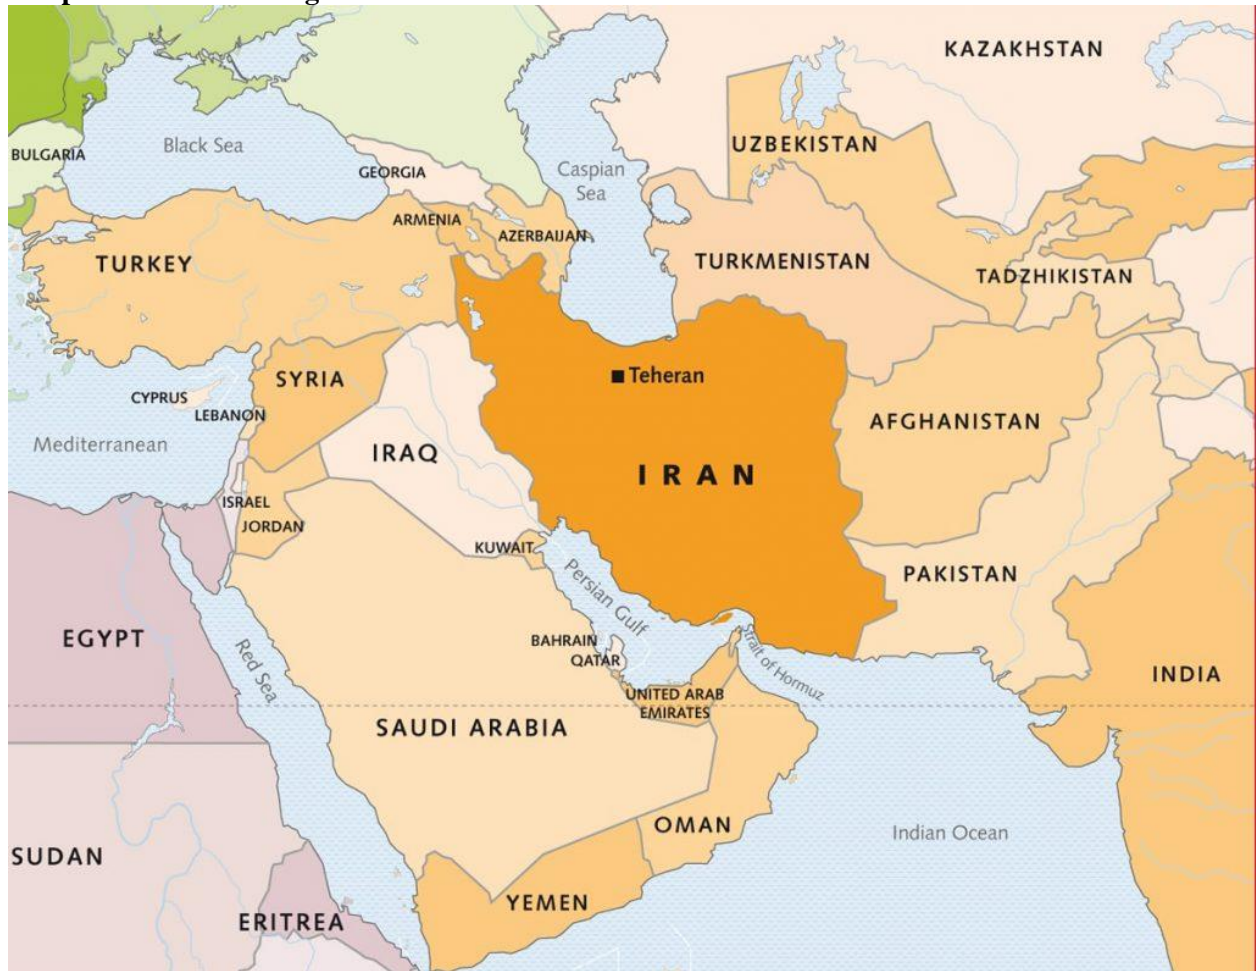 KAZAKHSTAN
Black Sea
UZBEKISTAN
BULGARIA
Caspian
Sea
GEORGIA
ARMENIA
AZERBAIJAN
TURKEY
TURKMENISTAN
TADZHIKISTAN
Teheran
SYRIA
CYPRUS
LEBANON
AFGHANISTAN
Mediterranean
IRAQ
IRAN
ISRAEL
JORDAN
KUWAIT
PAKISTAN
Persian Gulf
EGYPT
BAHRAIN
QATAR
Strait of Hormuz
Red Sea
INDIA
UNITED ARAB
EMIRATES
SAUDI ARABIA
OMAN
Indian Ocean
SUDAN
YEMEN
ERITREA